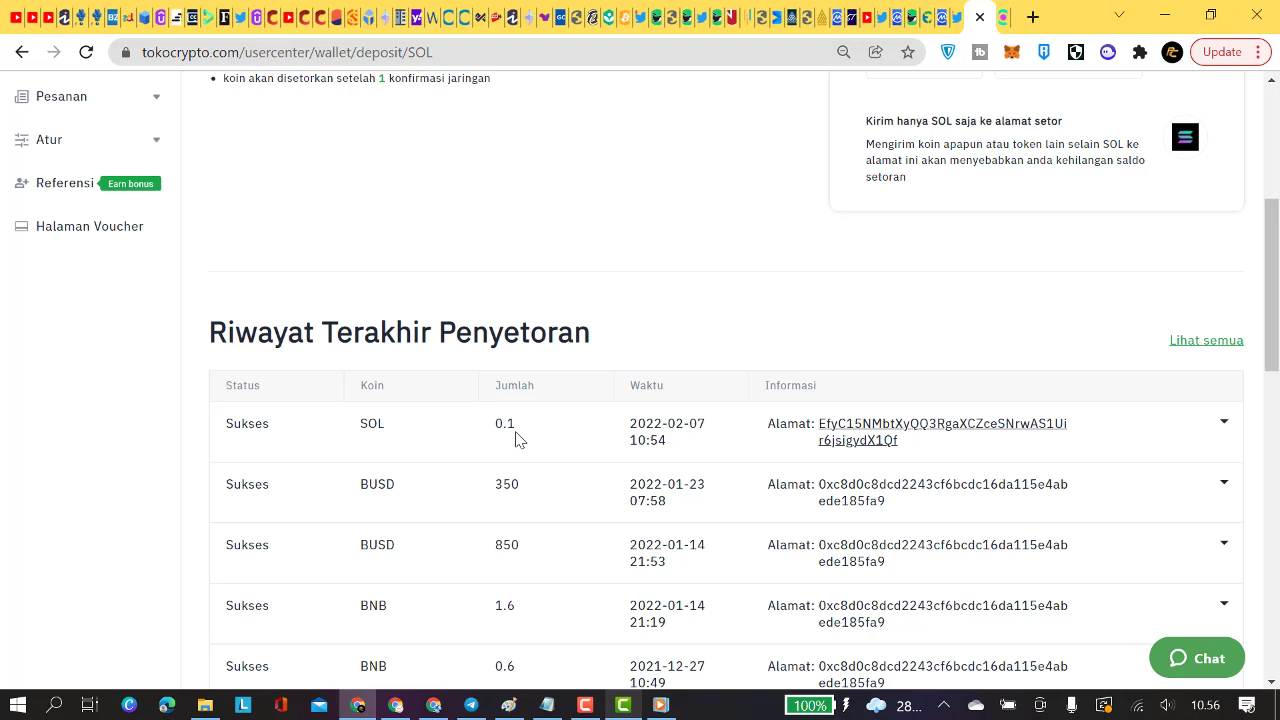 tokocrypto.com/usercenter/wallet/deposit/SOL
Update
koin akan disetorkan setelah 1 konfirmasi jaringan
Pesanan
Atur
Referensi
Earn bonus
Halaman Voucher
Kirim hanya SOL saja ke alamat setor
Mengirim koin apapun atau token lain selain SOL ke
alamat ini akan menyebabkan anda kehilangan saldo
setoran
Riwayat Terakhir Penyetoran
Lihat semua
Status Koin Jumlah Waktu Informasi
Sukses SOL 0.1 2022-02-07 Alamat: EfyC15NMbtXyQQ3RgaXCZceSNrwAS1Ui
10:54 r6jsigydX1Qf
Sukses BUSD 350 2022-01-23 Alamat: 0xc8d0c8dcd2243cf6bcdc16da115e4ab
07:58 ede185fa9
Sukses BUSD 850 2022-01-14 Alamat: 0xc8d0c8dcd2243cf6bcdc16da115e4ab
21:53 ede185fa9
Sukses BNB 1.6 2022-01-14 Alamat: 0xc8d0c8dcd2243cf6bcdc16da115e4ab
21:19 ede185fa9
Sukses BNB 0.6 2021-12-27 Alamat: 0xc8d0c8dcd2243cf6bcdc16da115e4ab
10:49 ede185fa9
Chat
100%
28...
10.56